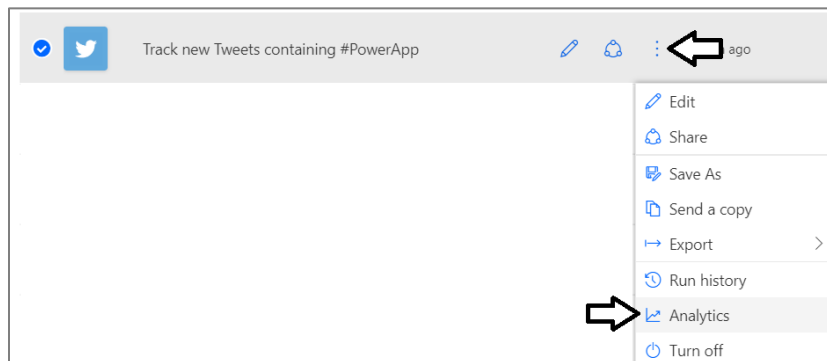 Track new Tweets containing #PowerApp
ago
Edit
Share
Save As
Send a copy
Export
Run history
Analytics
Turn off